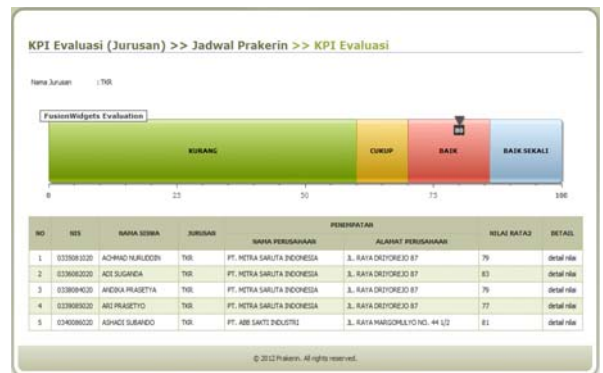 KPI Evaluasi (Jurusan) >> Jadwal Prakerin >> KPI Evaluasi
Nama Jurusan : TKR
FusionWidgets Evaluation
80
KURANG CUKUP BAIK BAIK SEKALI
0 25 50 75 100
NO NIS NAMA SISWA JURUSAN PENEMPATAN NILAI RATA2 DETAIL
NAMA PERUSAHAAN ALAMAT PERUSAHAAN
1 0335081020 ACHMAD NURUDDIN TKR PT. MITRA SARUTA INDONESIA JL. RAYA DRIYOREJO 87 79 detail nilai
2 0336082020 ADI SUGANDA TKR PT. MITRA SARUTA INDONESIA JL. RAYA DRIYOREJO 87 83 detail nilai
3 0338084020 ANDIKA PRASETYA TKR PT. MITRA SARUTA INDONESIA JL. RAYA DRIYOREJO 87 79 detail nilai
4 0339085020 ARI PRASETYO TKR PT. MITRA SARUTA INDONESIA JL. RAYA DRIYOREJO 87 77 detail nilai
5 0340086020 ASHADI SUBANDO TKR PT. ABB SAKTI INDUSTRI JL. RAYA MARGOMULYO NO. 44 1/2 81 detail nilai
© 2012 Prakerin. All rights reserved.